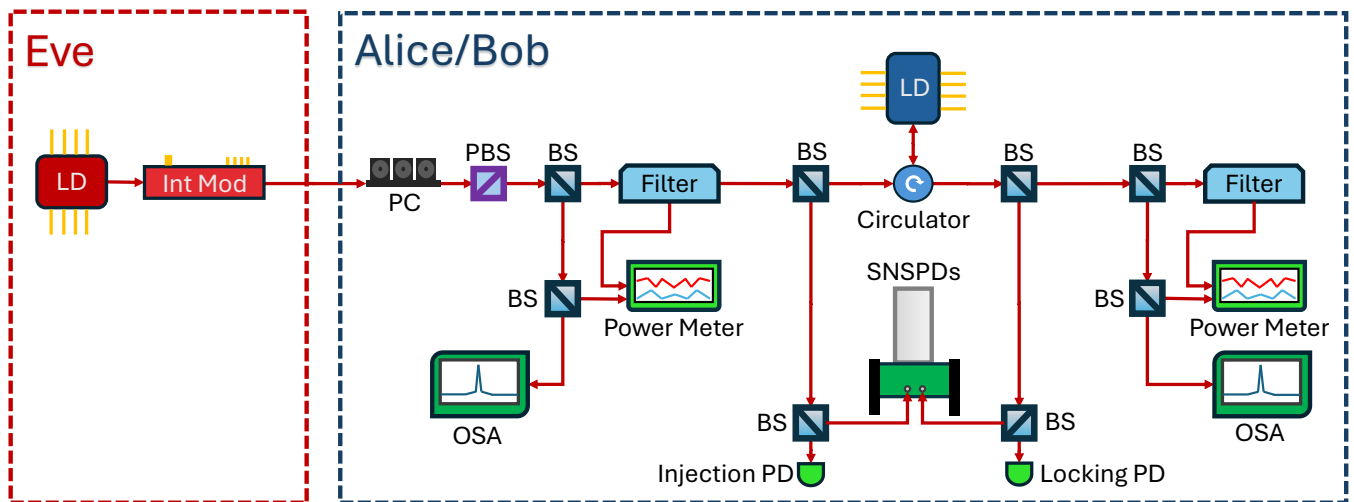 Eve
Alice/Bob
LD
Int Mod
LD
PC
PBS
BS
Filter
BS
Circulator
BS
BS
Filter
BS
Power Meter
OSA
SNSPDs
BS
Power Meter
OSA
BS
Injection PD
BS
Locking PD